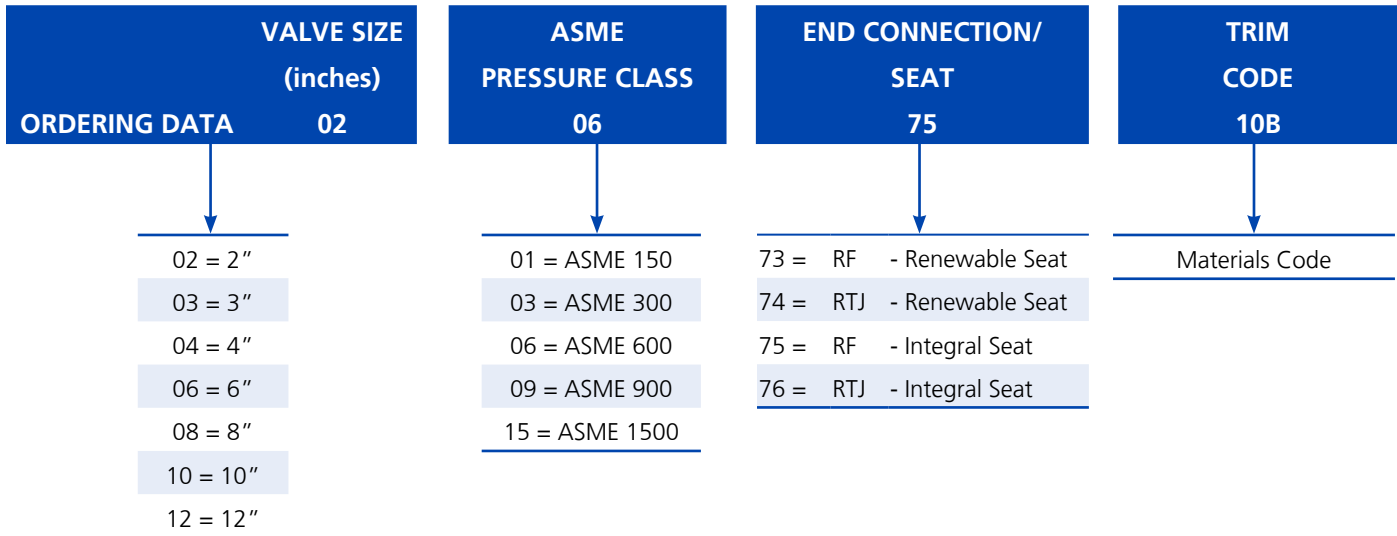 VALVE SIZE
(inches)
ORDERING DATA 02
ASME
PRESSURE CLASS
06
END CONNECTION/
SEAT
75
TRIM
CODE
10B
02 = 2”
03 = 3”
04 = 4”
06 = 6”
08 = 8”
10 = 10”
12 = 12”
01 = ASME 150
03 = ASME 300
06 = ASME 600
09 = ASME 900
15 = ASME 1500
73 = RF - Renewable Seat
74 = RTJ - Renewable Seat
75 = RF - Integral Seat
76 = RTJ - Integral Seat
Materials Code